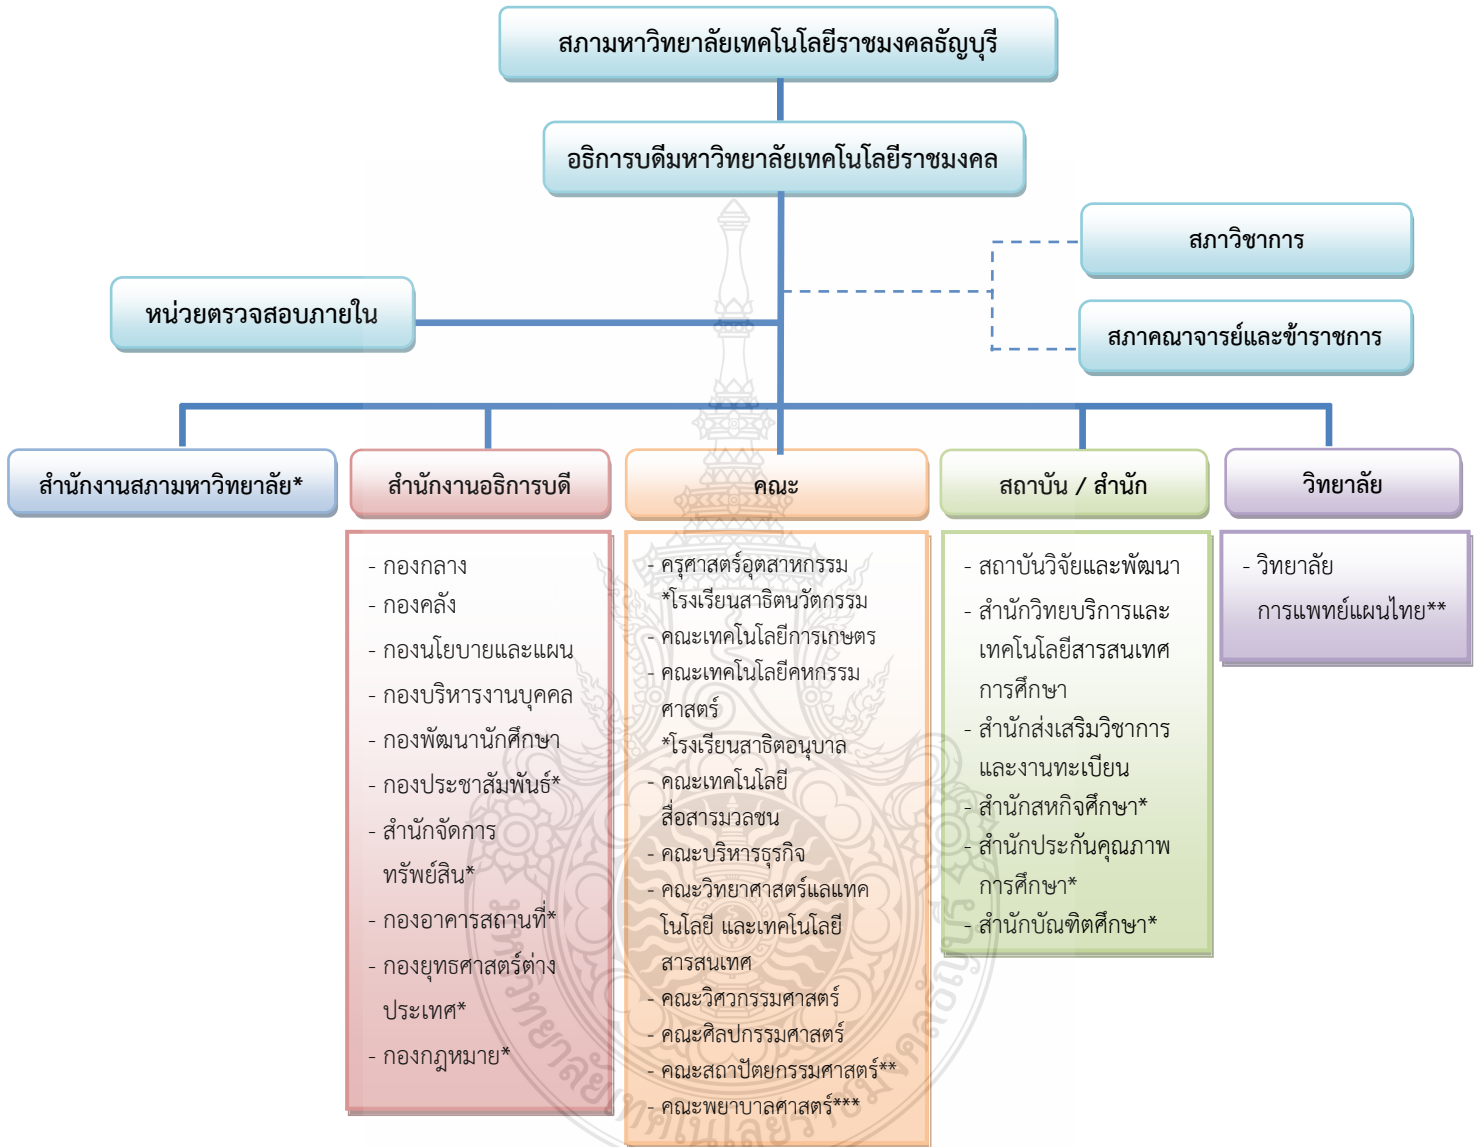 สภามหาวิทยาลัยเทคโนโลยีราชมงคลธัญบุรี
อธิการบดีมหาวิทยาลัยเทคโนโลยีราชมงคล
สภาวิชาการ
หน่วยตรวจสอบภายใน
สภาคณาจารย์และข้าราชการ
สำนักงานสภามหาวิทยาลัย*
สำนักงานอธิการบดี
- กองกลาง
- กองคลัง
- กองนโยบายและแผน
- กองบริหารงานบุคคล
- กองพัฒนานักศึกษา
- กองประชาสัมพันธ์*
- สำนักจัดการ
ทรัพย์สิน*
- กองอาคารสถานที่*
- กองยุทธศาสตร์ต่าง
ประเทศ*
- กองกฎหมาย*
คณะ
- ครุศาสตร์อุตสาหกรรม
*โรงเรียนสาธิตนวัตกรรม
- คณะเทคโนโลยีการเกษตร
- คณะเทคโนโลยีคหกรรม
ศาสตร์
*โรงเรียนสาธิตอนุบาล
- คณะเทคโนโลยี
สื่อสารมวลชน
- คณะบริหารธุรกิจ
- คณะวิทยาศาสตร์แลแทค
โนโลยี และเทคโนโลยี
สารสนเทศ
- คณะวิศวกรรมศาสตร์
- คณะศิลปกรรมศาสตร์
- คณะสถาปัตยกรรมศาสตร์**
- คณะพยาบาลศาสตร์***
สถาบัน / สำนัก
- สถาบันวิจัยและพัฒนา
- สำนักวิทยบริการและ
เทคโนโลยีสารสนเทศ
การศึกษา
- สำนักส่งเสริมวิชาการ
และงานทะเบียน
- สำนักสหกิจศึกษา*
- สำนักประกันคุณภาพ
การศึกษา*
- สำนักบัณฑิตศึกษา*
วิทยาลัย
- วิทยาลัย
การแพทย์แผนไทย**
มหาวิทยาลัยเทคโนโลยีราชมงคลธัญบุรี